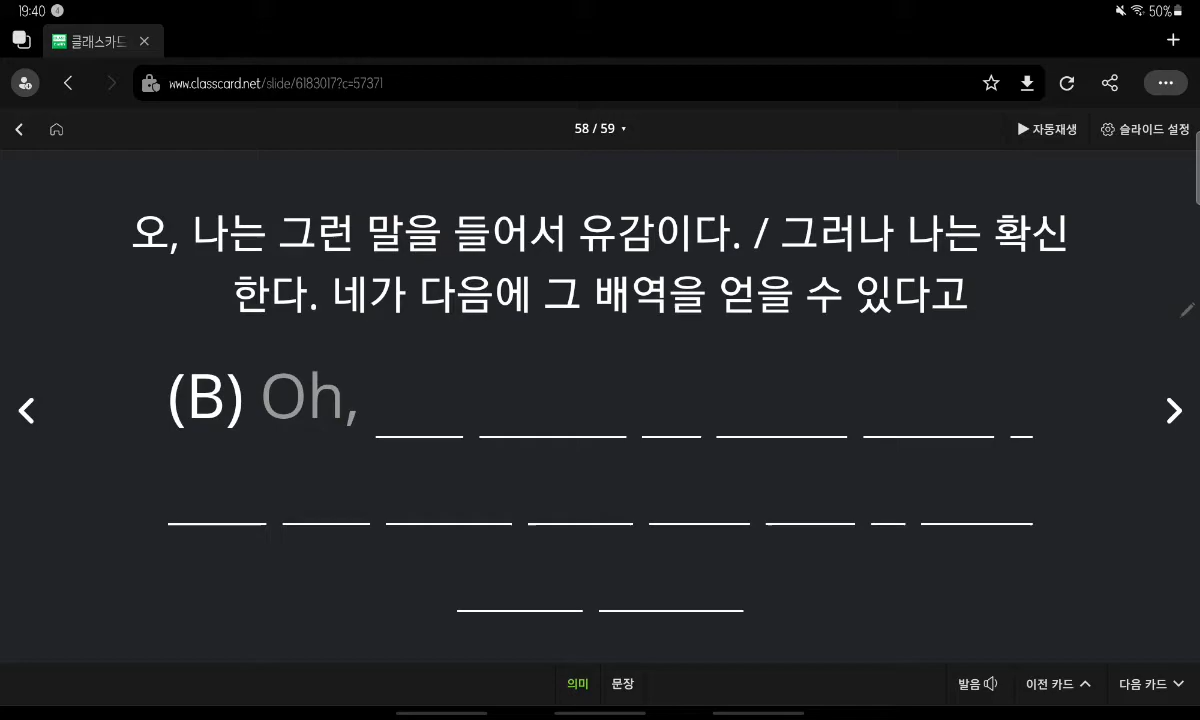 19:40 4 50%
클래스카드
www.classcard.net/slide/6183017?c=57371
58 / 59 자동재생 슬라이드 설정
오, 나는 그런 말을 들어서 유감이다. / 그러나 나는 확신
한다. 네가 다음에 그 배역을 얻을 수 있다고
(B) Oh,
의미 문장 발음 이전 카드 다음 카드